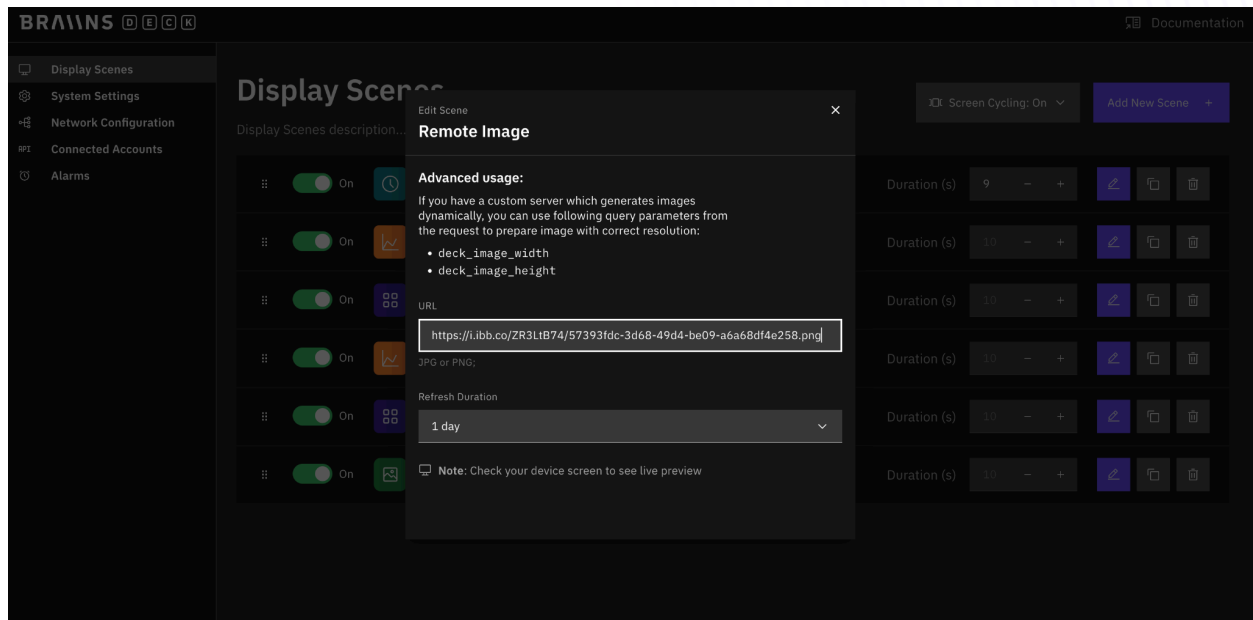 BRAIINS DECK
Documentation
Display Scenes
System Settings
Network Configuration
API Connected Accounts
Alarms
Display Scenes
Display Scenes description...
Screen Cycling: On
Add New Scene +
On Duration (s) 9 - +
On Duration (s) 10 - +
On Duration (s) 10 - +
On Duration (s) 10 - +
On Duration (s) 10 - +
On Duration (s) 10 - +
Edit Scene
Remote Image
Advanced usage:
If you have a custom server which generates images
dynamically, you can use following query parameters from
the request to prepare image with correct resolution:
• deck_image_width
• deck_image_height
URL
https://i.ibb.co/ZR3LtB74/57393fdc-3d68-49d4-be09-a6a68df4e258.png
JPG or PNG;
Refresh Duration
1 day
Note: Check your device screen to see live preview